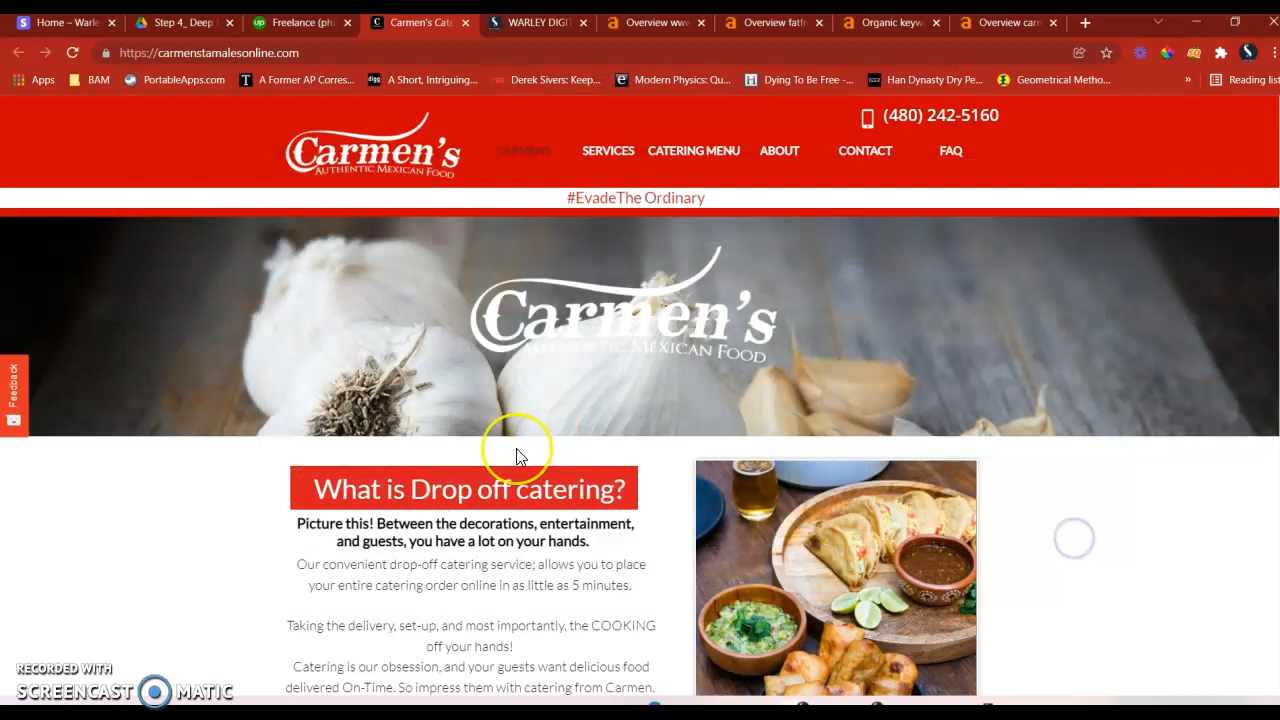 Home – Warle
Step 4_ Deep
Freelance (pha
Carmen's Cat
WARLEY DIGIT
Overview www
Overview fatfr
Organic keyw
Overview carn
https://carmenstamalesonline.com
Apps
BAM
PortableApps.com
A Former AP Corres...
A Short, Intriguing...
Derek Sivers: Keep...
Modern Physics: Qu...
Dying To Be Free -...
Han Dynasty Dry Pe...
Geometrical Metho...
»
Reading list
(480) 242-5160
Carmen's
AUTHENTIC MEXICAN FOOD
CARMENS
SERVICES
CATERING MENU
ABOUT
CONTACT
FAQ
#EvadeThe Ordinary
Carmen's
AUTHENTIC MEXICAN FOOD
Feedback
What is Drop off catering?
Picture this! Between the decorations, entertainment,
and guests, you have a lot on your hands.
Our convenient drop-off catering service; allows you to place
your entire catering order online in as little as 5 minutes.
Taking the delivery, set-up, and most importantly, the COOKING
off your hands!
Catering is our obsession, and your guests want delicious food
delivered On-Time. So impress them with catering from Carmen.
RECORDED WITH
SCREENCAST MATIC